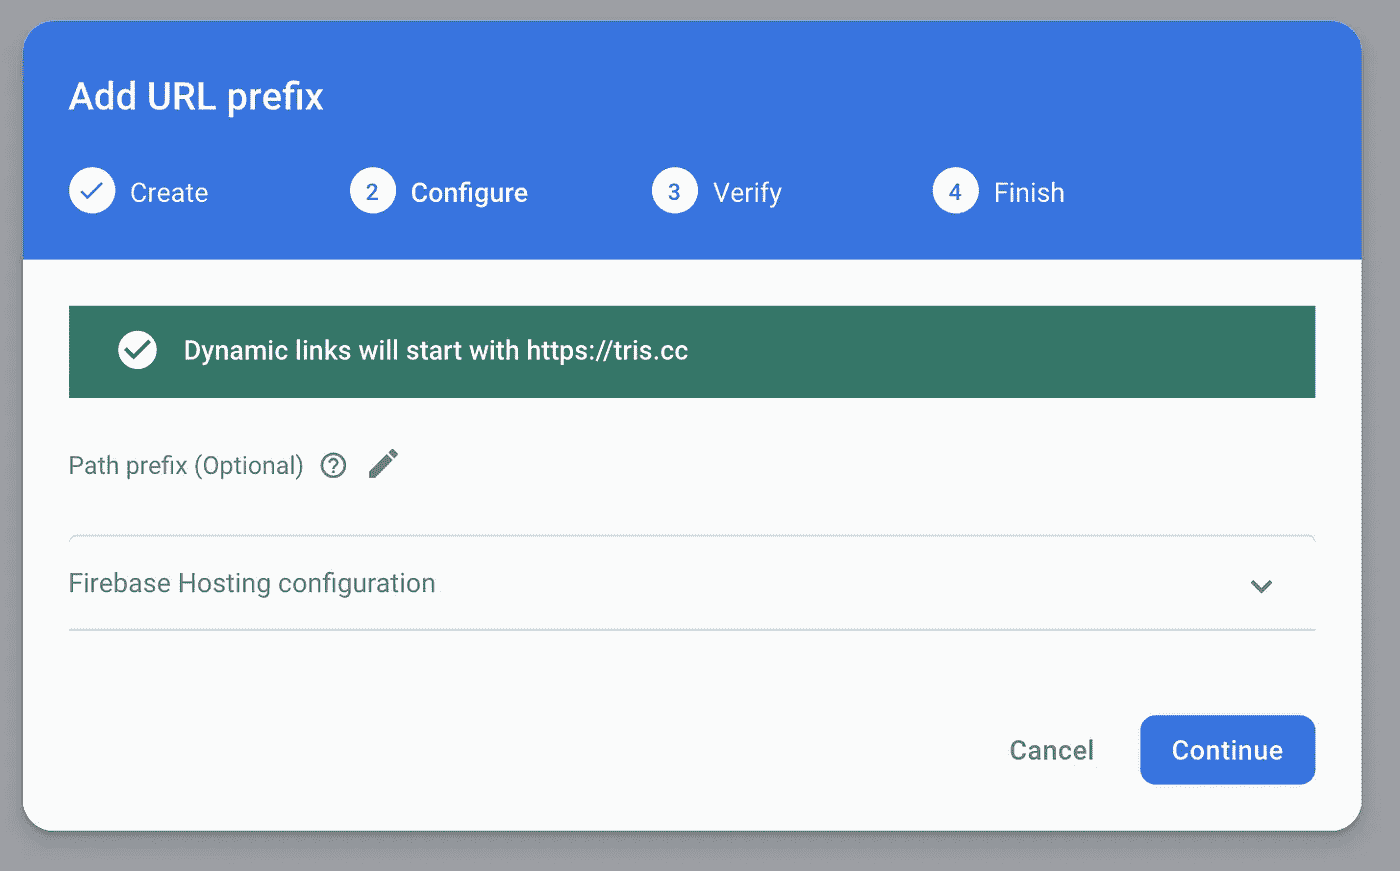 Add URL prefix
Create
2 Configure
3 Verify
4 Finish
Dynamic links will start with https://tris.cc
Path prefix (Optional) ?
Firebase Hosting configuration
Cancel
Continue